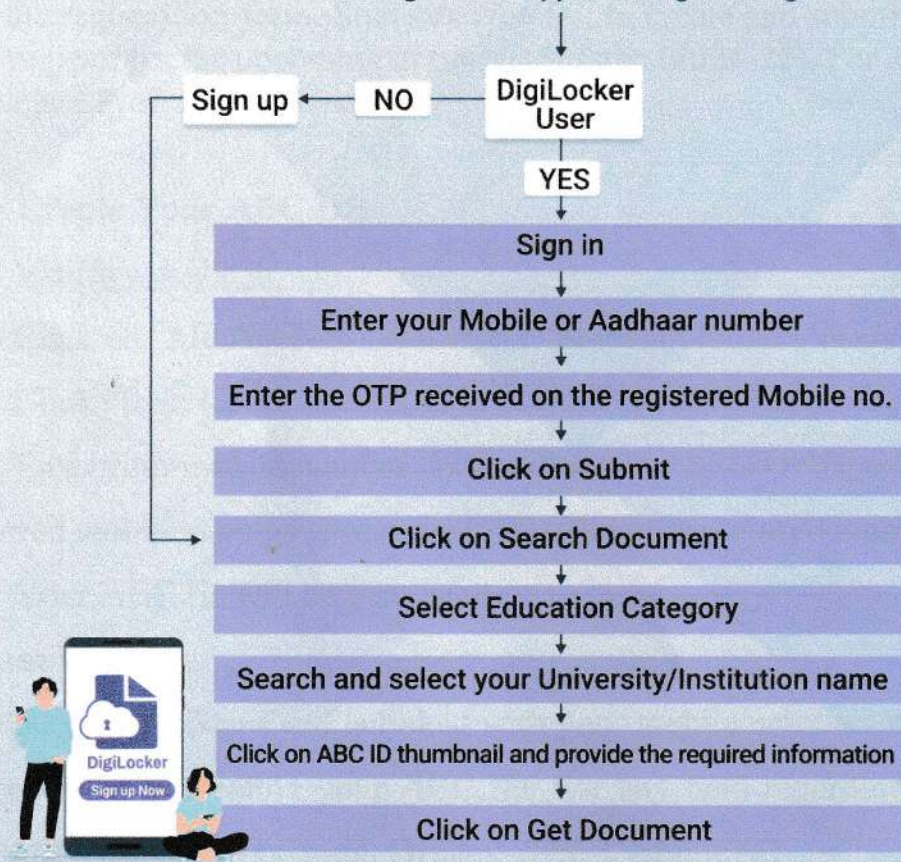 DigiLocker
User
NO
Sign up
YES
Sign in
Enter your Mobile or Aadhaar number
Enter the OTP received on the registered Mobile no.
Click on Submit
Click on Search Document
Select Education Category
Search and select your University/Institution name
Click on ABC ID thumbnail and provide the required information
Click on Get Document
DigiLocker
Sign up Now